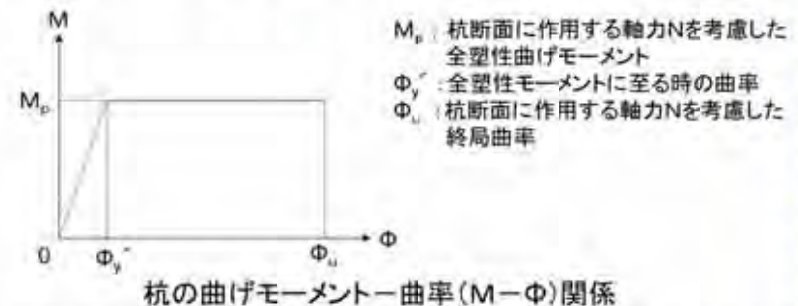 M
Mₚ
0
Φy´
Φu
Φ
Mₚ：杭断面に作用する軸力Nを考慮した
全塑性曲げモーメント
Φy´：全塑性モーメントに至る時の曲率
Φu：杭断面に作用する軸力Nを考慮した
終局曲率
杭の曲げモーメントー曲率(M－Φ)関係